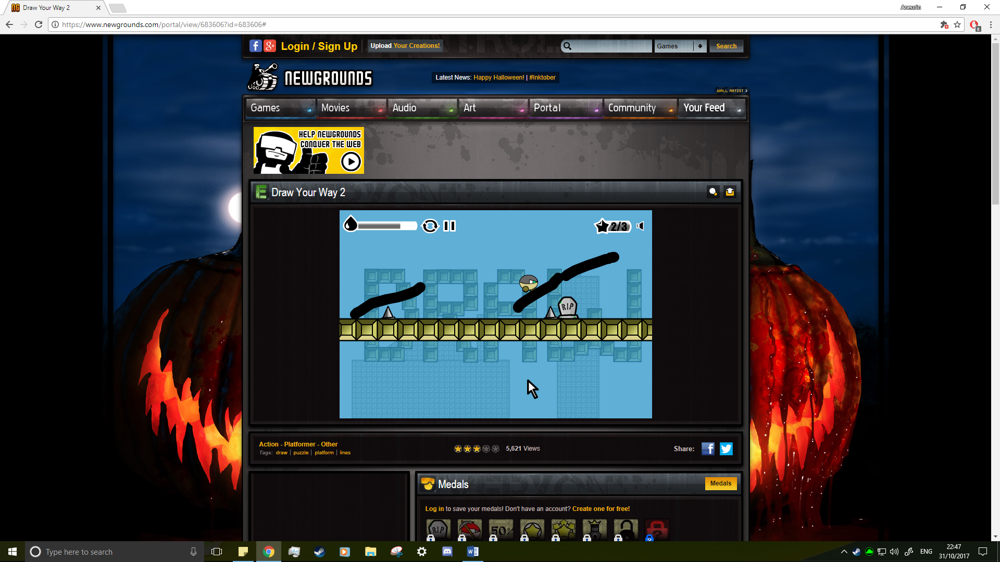 Draw Your Way 2
Aneurin
https://www.newgrounds.com/portal/view/683606?id=683606#
8
Login / Sign Up
Upload Your Creations!
Games
Search
NEWGROUNDS
Latest News: Happy Halloween! | #Inktober
WALL ARTIST >
Games
Movies
Audio
Art
Portal
Community
Your Feed
HELP NEWGROUNDS
CONQUER THE WEB
E
Draw Your Way 2
2/3
RIP
Action - Platformer - Other
5,621 Views
Share:
Tags: draw | puzzle | platform | lines
Medals
Medals
Log in to save your medals! Don't have an account? Create one for free!
RIP
50%
Type here to search
ENG
22:47
31/10/2017